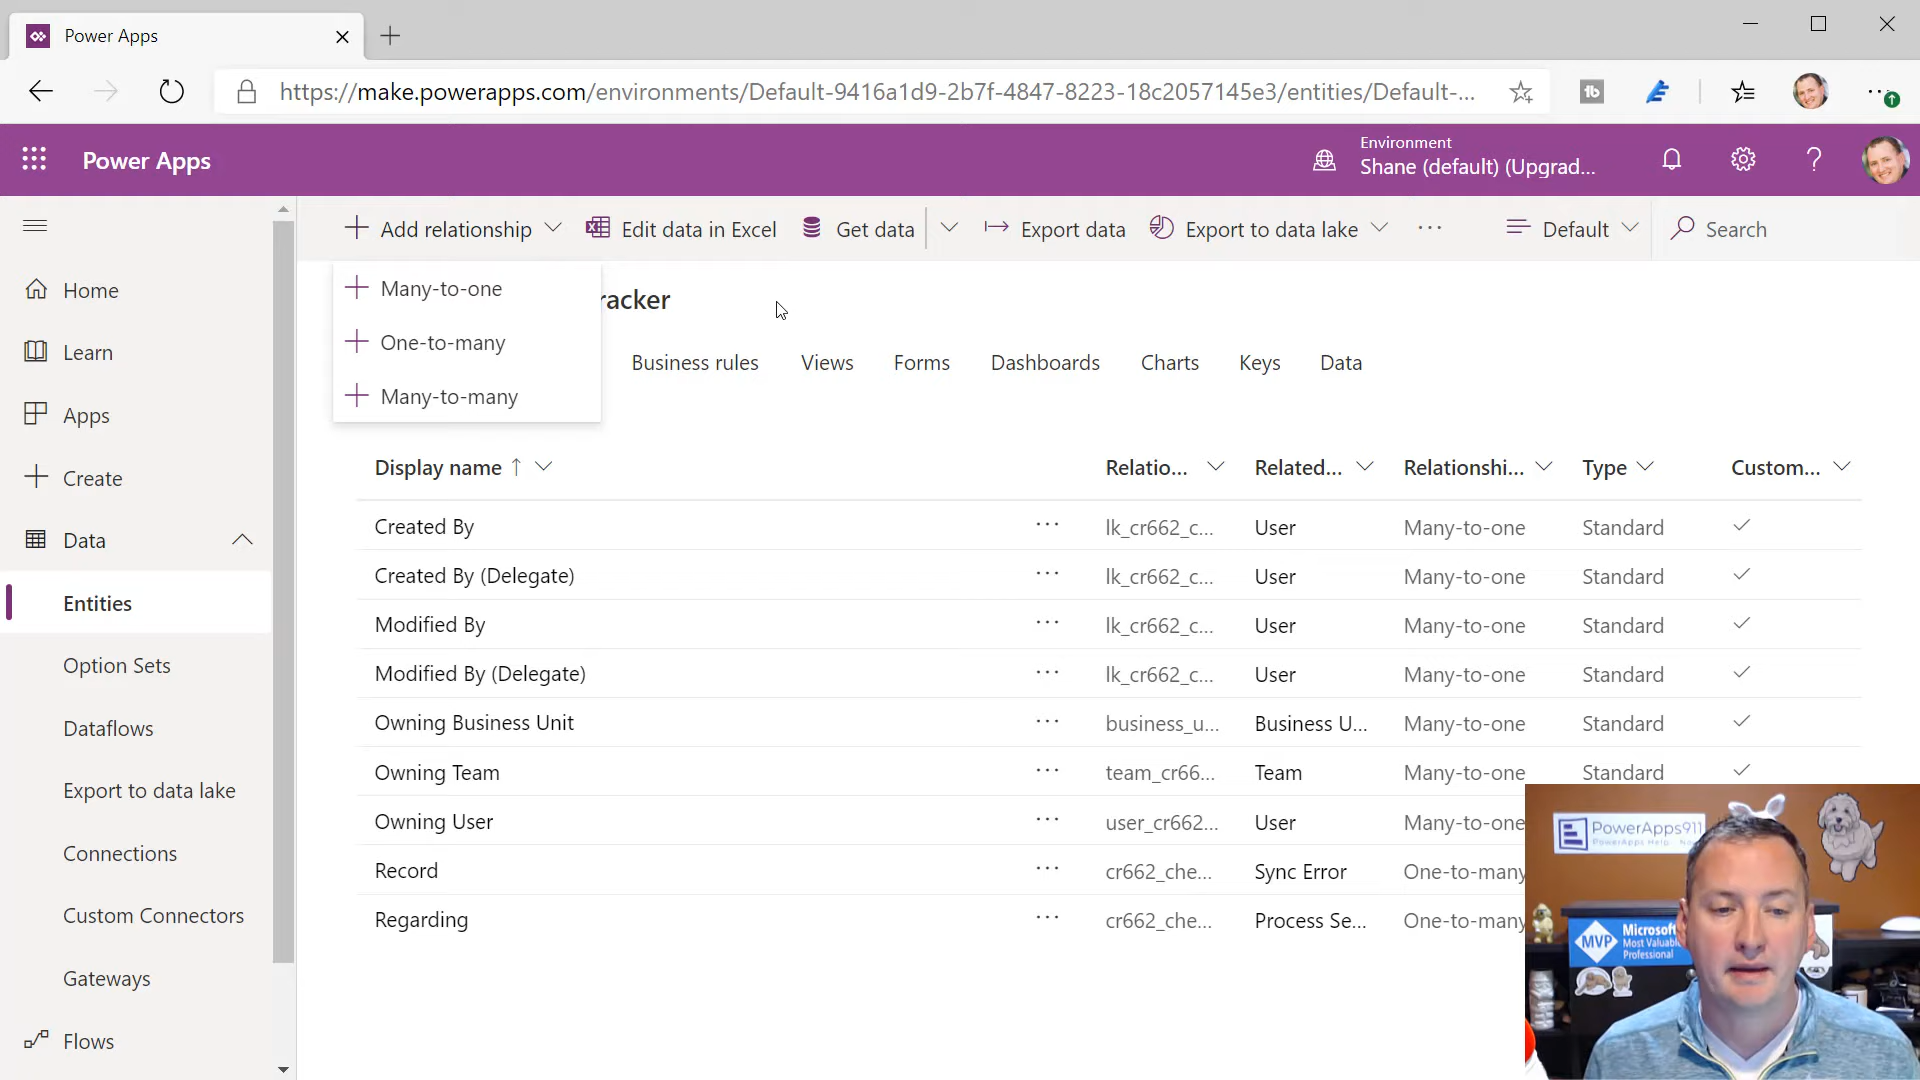 Power Apps
https://make.powerapps.com/environments/Default-9416a1d9-2b7f-4847-8223-18c2057145e3/entities/Default-...
Power Apps
Environment
Shane (default) (Upgrad...
Add relationship
Edit data in Excel
Get data
Export data
Export to data lake
Default
Search
Many-to-one
One-to-many
Many-to-many
racker
Business rules
Views
Forms
Dashboards
Charts
Keys
Data
Home
Learn
Apps
Create
Data
Entities
Option Sets
Dataflows
Export to data lake
Connections
Custom Connectors
Gateways
Flows
Display name
Relatio...
Related...
Relationshi...
Type
Custom...
Created By
lk_cr662_c...
User
Many-to-one
Standard
Created By (Delegate)
lk_cr662_c...
User
Many-to-one
Standard
Modified By
lk_cr662_c...
User
Many-to-one
Standard
Modified By (Delegate)
lk_cr662_c...
User
Many-to-one
Standard
Owning Business Unit
business_u...
Business U...
Many-to-one
Standard
Owning Team
team_cr66...
Team
Many-to-one
Standard
Owning User
user_cr662...
User
Many-to-one
Record
cr662_che...
Sync Error
One-to-many
Regarding
cr662_che...
Process Se...
One-to-many
PowerApps911
PowerApps Help
MVP
Microsoft
Most Valuable
Professional